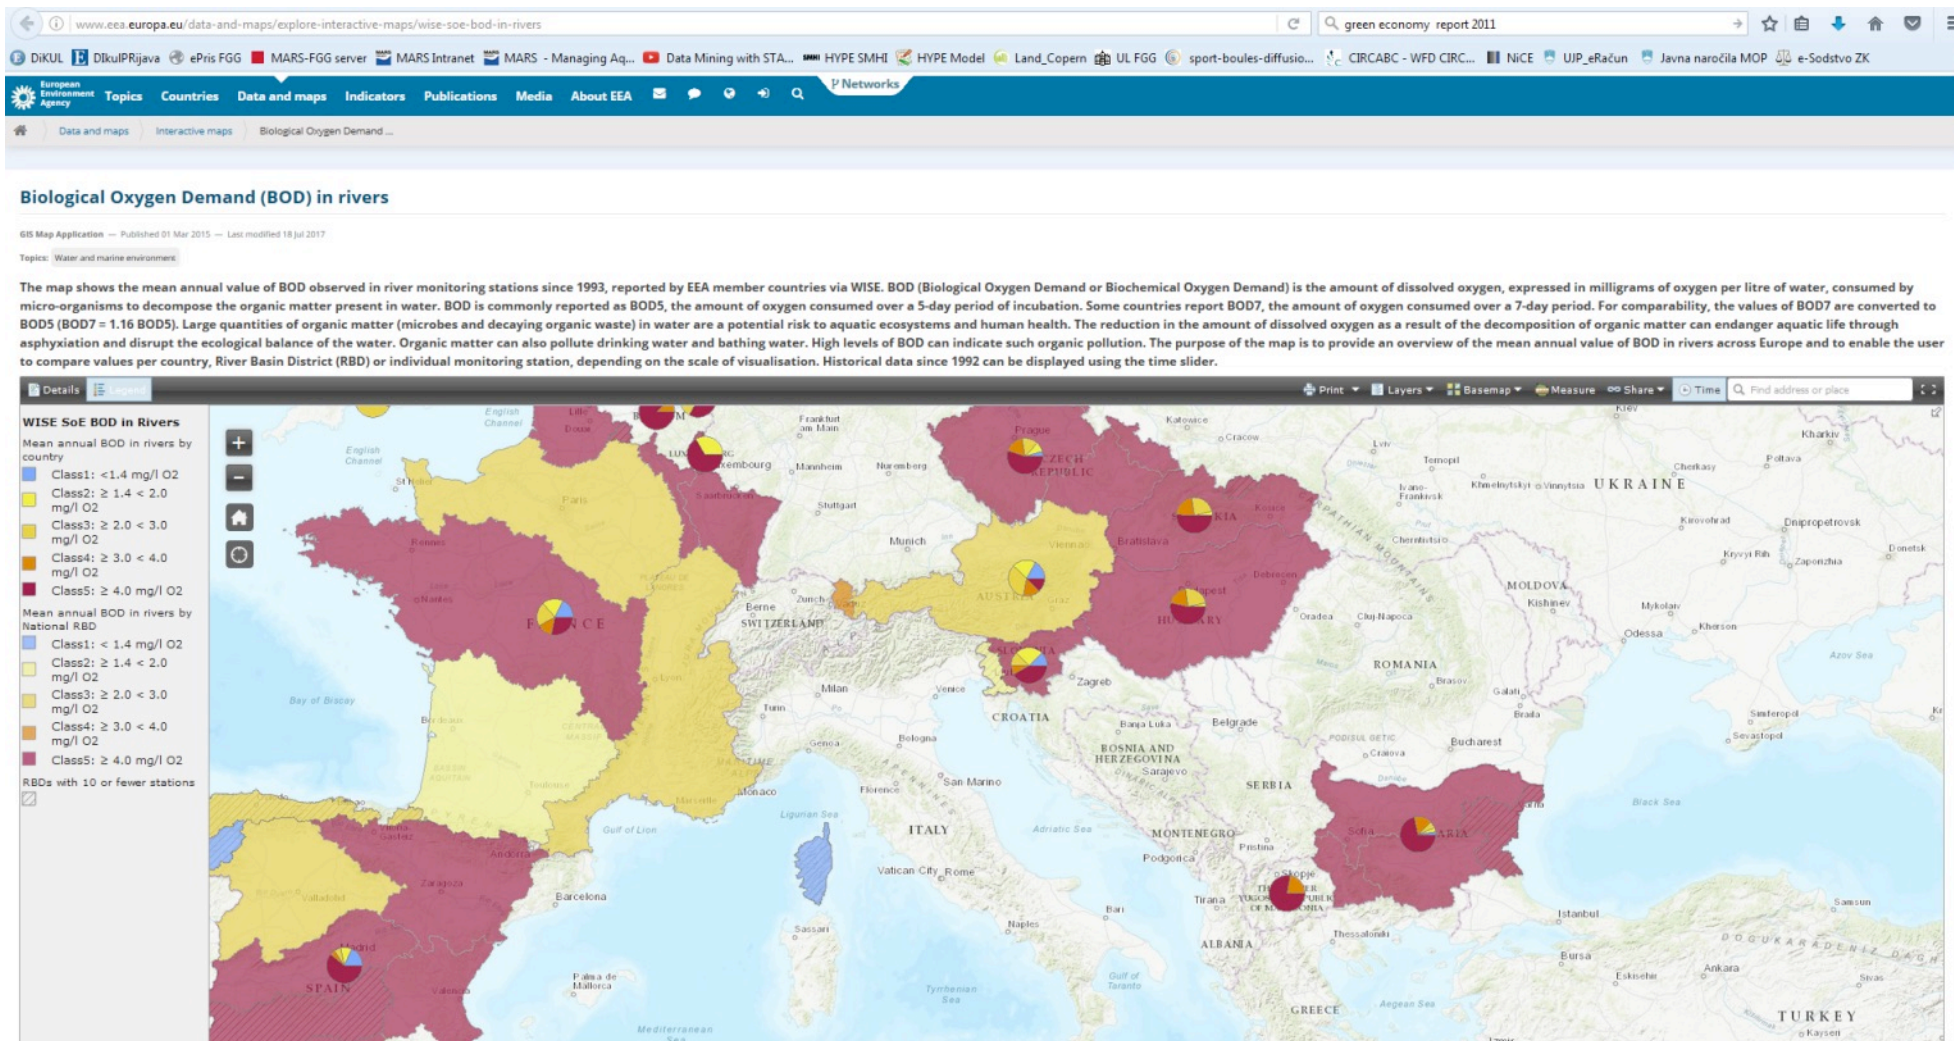 www.eea.europa.eu/data-and-maps/explore-interactive-maps/wise-soe-bod-in-rivers
green economy report 2011
DiKUL DIkulPRijava ePris FGG MARS-FGG server MARS Intranet MARS - Managing Aq... Data Mining with STA... HYPE SMHI HYPE Model Land_Copern UL FGG sport-boules-diffusio... CIRCABC - WFD CIRC... NiCE UJP_eRačun Javna naročila MOP e-Sodstvo ZK
European
Environment
Agency
Topics Countries Data and maps Indicators Publications Media About EEA
Networks
Data and maps Interactive maps Biological Oxygen Demand ...
Biological Oxygen Demand (BOD) in rivers
GIS Map Application — Published 01 Mar 2015 — Last modified 18 Jul 2017
Topics: Water and marine environment
The map shows the mean annual value of BOD observed in river monitoring stations since 1993, reported by EEA member countries via WISE. BOD (Biological Oxygen Demand or Biochemical Oxygen Demand) is the amount of dissolved oxygen, expressed in milligrams of oxygen per litre of water, consumed by
micro-organisms to decompose the organic matter present in water. BOD is commonly reported as BOD5, the amount of oxygen consumed over a 5-day period of incubation. Some countries report BOD7, the amount of oxygen consumed over a 7-day period. For comparability, the values of BOD7 are converted to
BOD5 (BOD7 = 1.16 BOD5). Large quantities of organic matter (microbes and decaying organic waste) in water are a potential risk to aquatic ecosystems and human health. The reduction in the amount of dissolved oxygen as a result of the decomposition of organic matter can endanger aquatic life through
asphyxiation and disrupt the ecological balance of the water. Organic matter can also pollute drinking water and bathing water. High levels of BOD can indicate such organic pollution. The purpose of the map is to provide an overview of the mean annual value of BOD in rivers across Europe and to enable the user
to compare values per country, River Basin District (RBD) or individual monitoring station, depending on the scale of visualisation. Historical data since 1992 can be displayed using the time slider.
Details Legend
Print Layers Basemap Measure Share Time Find address or place
WISE SoE BOD in Rivers
Mean annual BOD in rivers by
country
Class1: <1.4 mg/l O2
Class2: ≥ 1.4 < 2.0
mg/l O2
Class3: ≥ 2.0 < 3.0
mg/l O2
Class4: ≥ 3.0 < 4.0
mg/l O2
Class5: ≥ 4.0 mg/l O2
Mean annual BOD in rivers by
National RBD
Class1: < 1.4 mg/l O2
Class2: ≥ 1.4 < 2.0
mg/l O2
Class3: ≥ 2.0 < 3.0
mg/l O2
Class4: ≥ 3.0 < 4.0
mg/l O2
Class5: ≥ 4.0 mg/l O2
RBDs with 10 or fewer stations
English
Channel
Lille
Frankfurt
am Main
Prague
Katowice
Cracow
Lviv
Kiev
Kharkiv
English
Channel
Mannheim
Nuremberg
CZECH
REPUBLIC
Ternopil
Cherkasy
Poltava
Ivano-
Frankivsk
Khmelnytskyi
Vinnytsia
UKRAINE
Paris
Saarbrucken
Stuttgart
Kosice
Kirovohrad
Dnipropetrovsk
Rennes
Munich
Vienna
Bratislava
CARPATHIAN MOUNTAINS
Chernivtsi
Kryvyi Rih
Zaporizhia
Donetsk
Debrecen
Nantes
Berne
Zurich
Vaduz
AUSTRIA
Graz
MOLDOVA
Kishinev
Mykolaiv
SWITZERLAND
HUNGARY
Oradea
Cluj-Napoca
Odessa
Kherson
Lyon
Zagreb
ROMANIA
Azov Sea
Bay of Biscay
Milan
Venice
Brasov
Galati
Turin
Po
CROATIA
Banja Luka
Belgrade
Braila
Simferopol
Genoa
Bologna
PODISUL GETIC
Bucharest
Sevastopol
BOSNIA AND
HERZEGOVINA
Craiova
Toulouse
Monaco
Florence
San Marino
Sarajevo
SERBIA
Marseille
Black Sea
Gulf of Lion
Ligurian Sea
ITALY
Adriatic Sea
MONTENEGRO
Sofia
Andorra
Podgorica
Pristina
Zaragoza
Vatican City
Rome
Skopje
Valladolid
Barcelona
Tirana
Bari
Istanbul
Samsun
Sassari
Naples
Thessaloniki
Madrid
ALBANIA
Bursa
Ankara
Eskisehir
Sivas
SPAIN
Palma de
Mallorca
Valencia
Tyrrhenian
Sea
Gulf of
Taranto
GREECE
Aegean Sea
TURKEY
Kayseri
Mediterranean